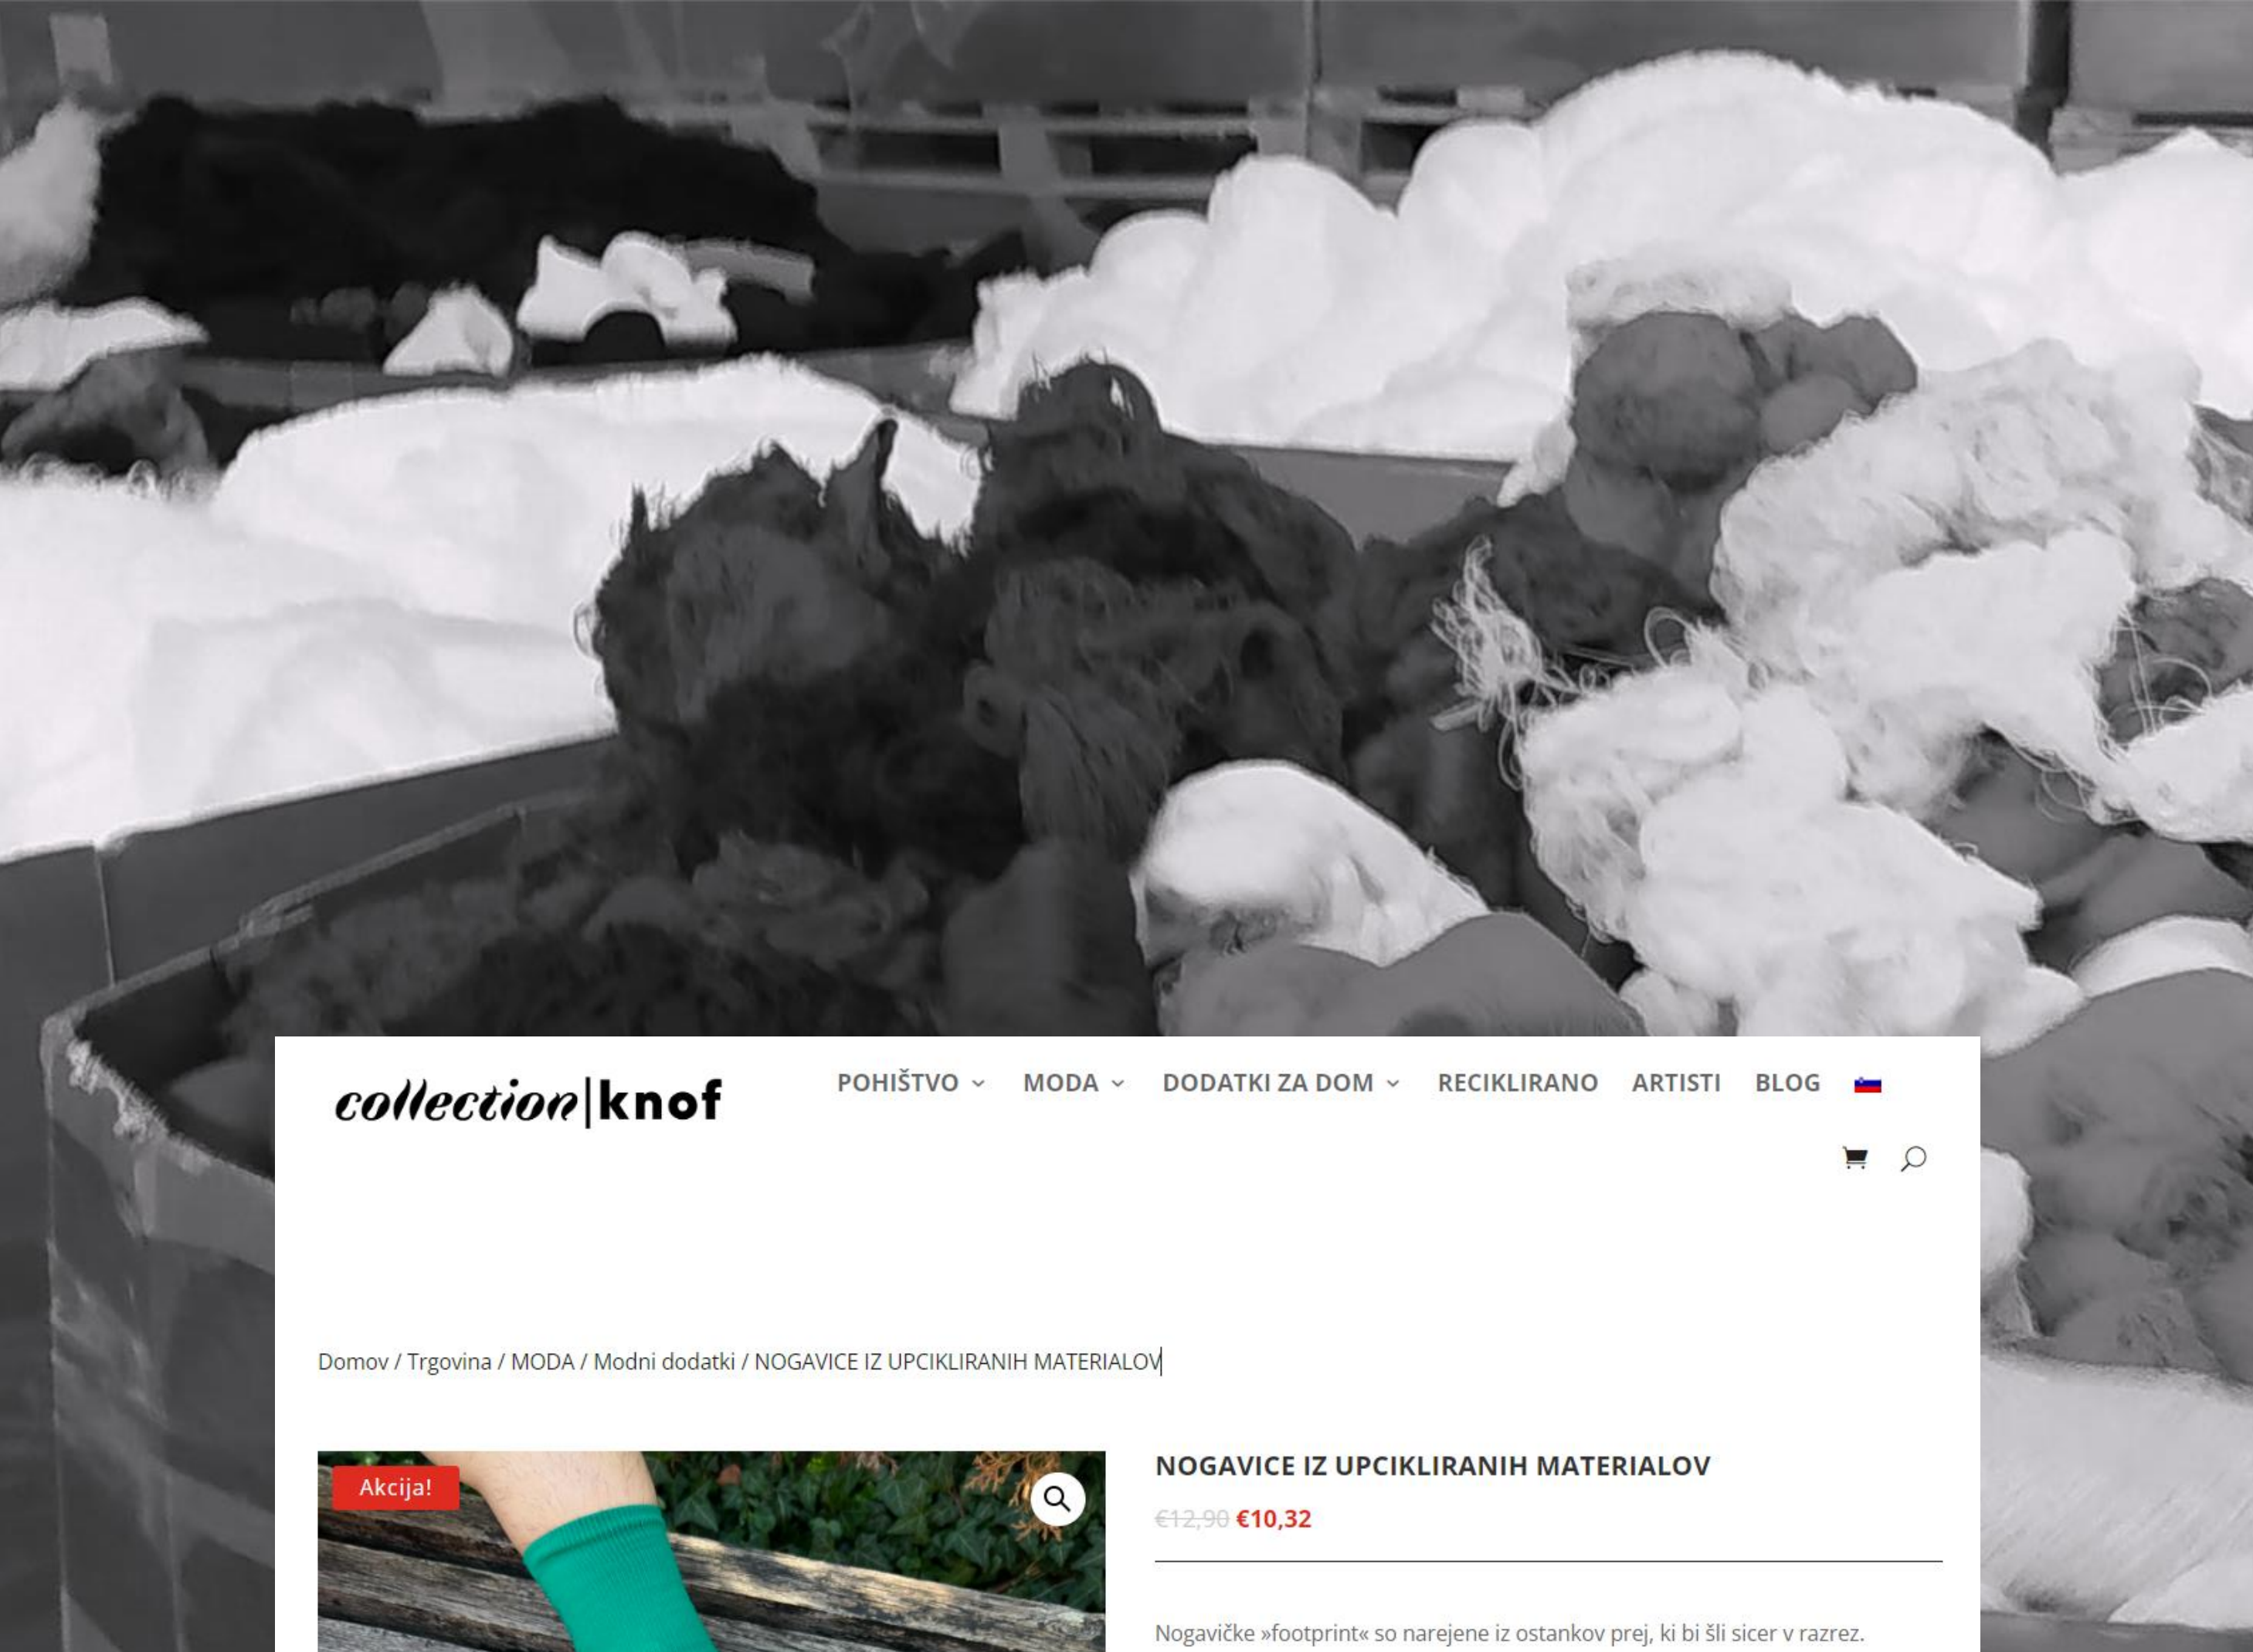 collection|knof
POHIŠTVO MODA DODATKI ZA DOM RECIKLIRANO ARTISTI BLOG
Domov / Trgovina / MODA / Modni dodatki / NOGAVICE IZ UPCIKLIRANIH MATERIALOV
Akcija!
NOGAVICE IZ UPCIKLIRANIH MATERIALOV
€12,90 €10,32
Nogavičke »footprint« so narejene iz ostankov prej, ki bi šli sicer v razrez.